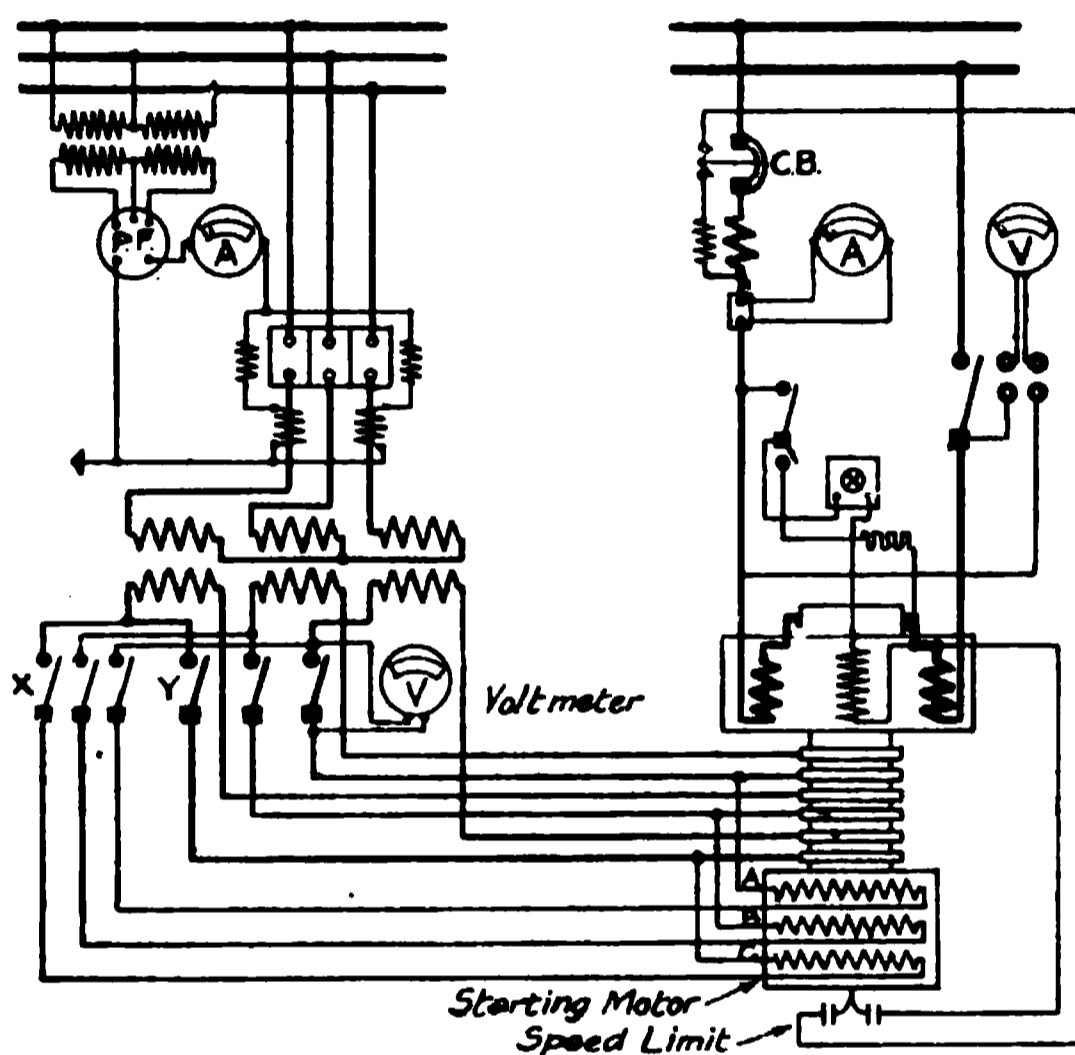 C.B.
P.F.
A
A
V
X
Y
V
Voltmeter
A
B
C
Starting Motor
Speed Limit